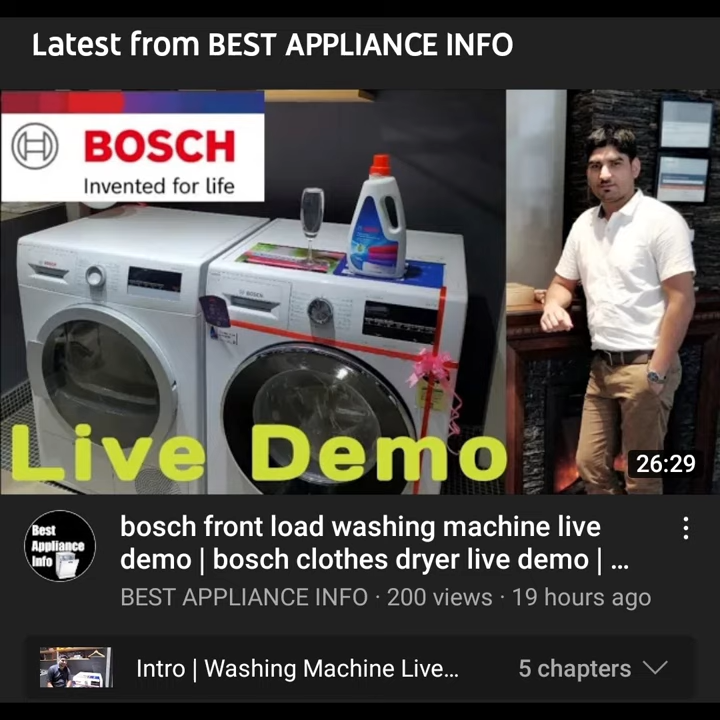 Latest from BEST APPLIANCE INFO
BOSCH
Invented for life
BOSCH
Live Demo
26:29
Best
Appliance
Info
bosch front load washing machine live
demo | bosch clothes dryer live demo | ...
BEST APPLIANCE INFO · 200 views · 19 hours ago
Intro | Washing Machine Live...
5 chapters